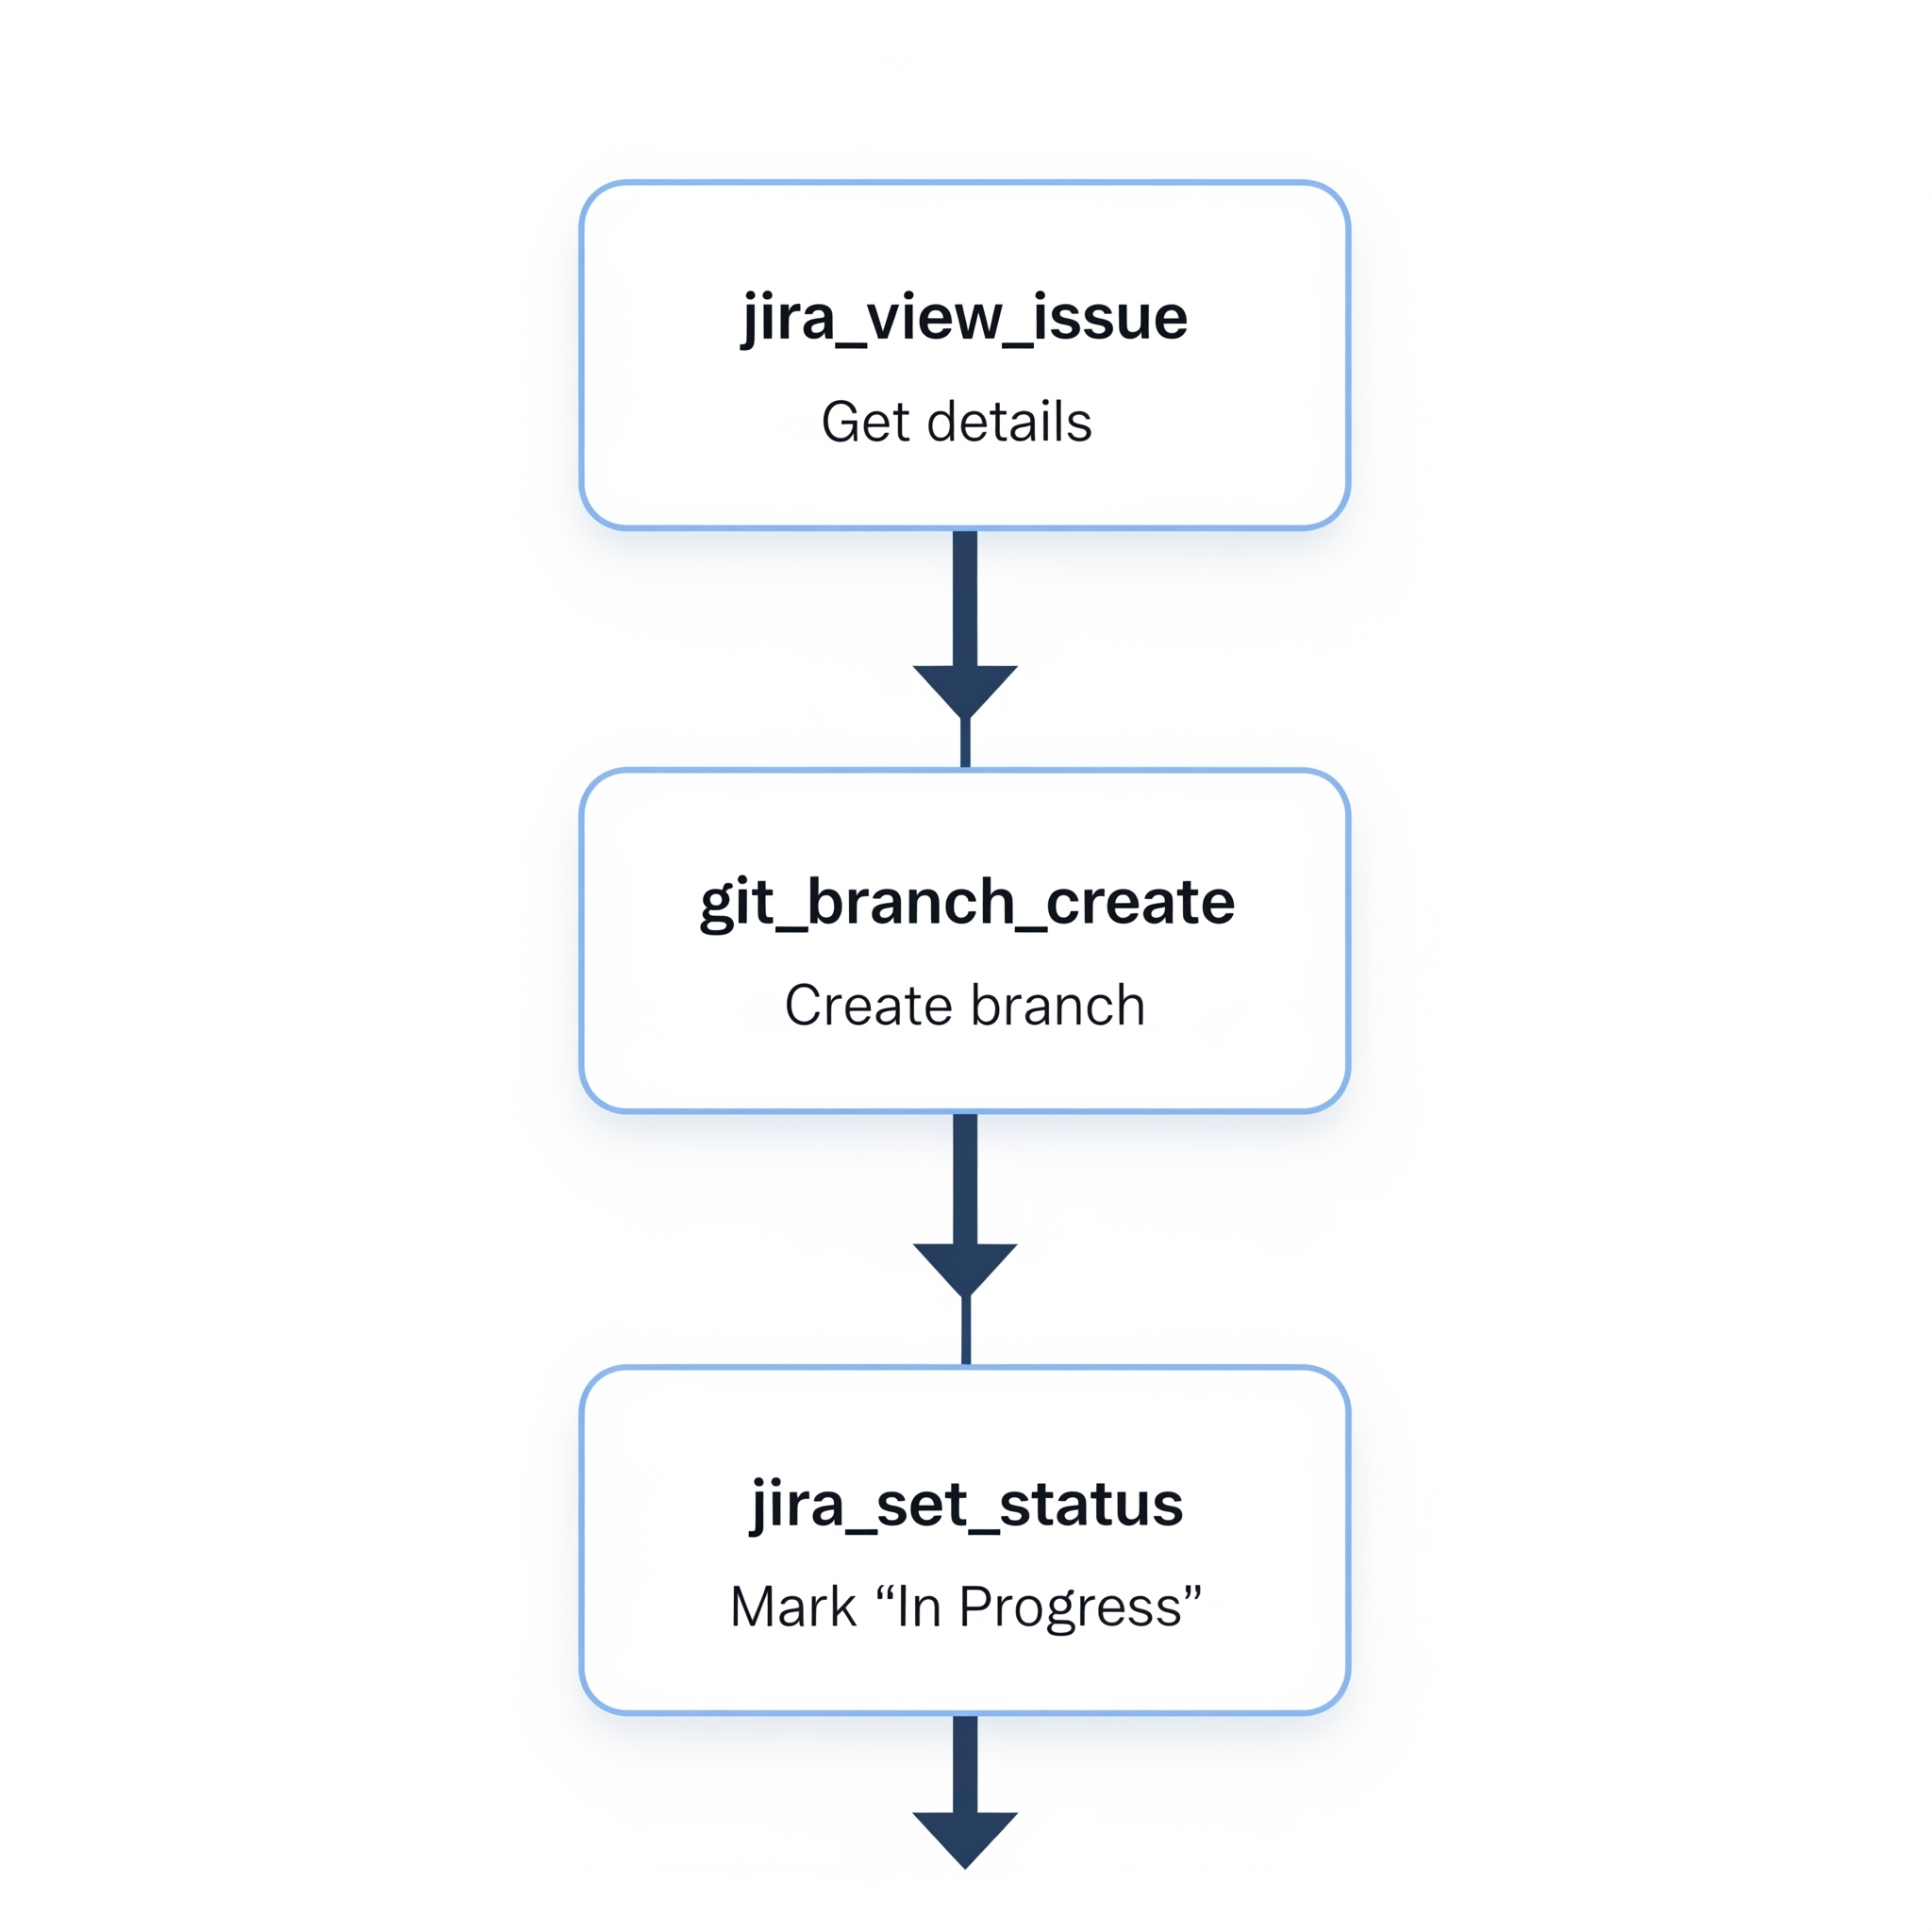 jira_view_issue
Get details
git_branch_create
Create branch
jira_set_status
Mark “In Progress”